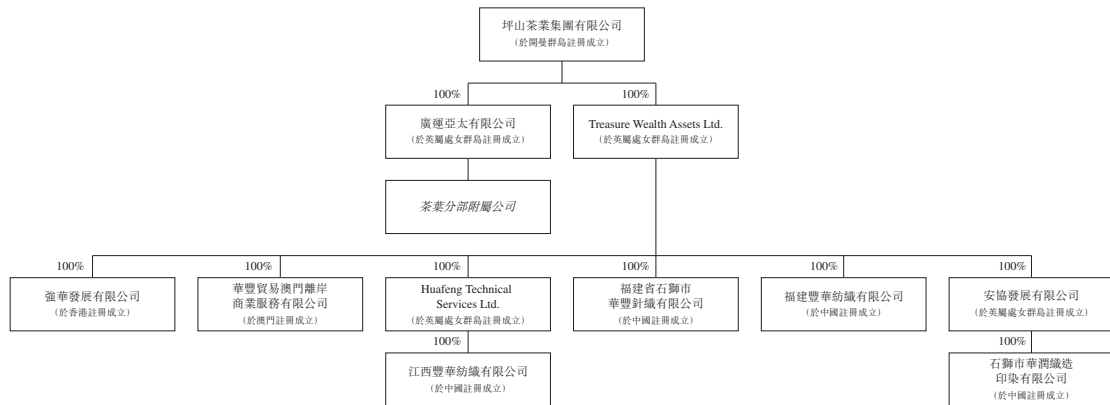 坪山茶業集團有限公司
(於開曼群島註冊成立)
100%
100%
廣運亞太有限公司
(於英屬處女群島註冊成立)
Treasure Wealth Assets Ltd.
(於英屬處女群島註冊成立)
茶葉分部附屬公司
100%
100%
100%
100%
100%
100%
強華發展有限公司
(於香港註冊成立)
華豐貿易澳門離岸
商業服務有限公司
(於澳門註冊成立)
Huafeng Technical
Services Ltd.
(於英屬處女群島註冊成立)
福建省石獅市
華豐針織有限公司
(於中國註冊成立)
福建豐華紡織有限公司
(於中國註冊成立)
安協發展有限公司
(於英屬處女群島註冊成立)
100%
100%
江西豐華紡織有限公司
(於中國註冊成立)
石獅市華潤織造
印染有限公司
(於中國註冊成立)